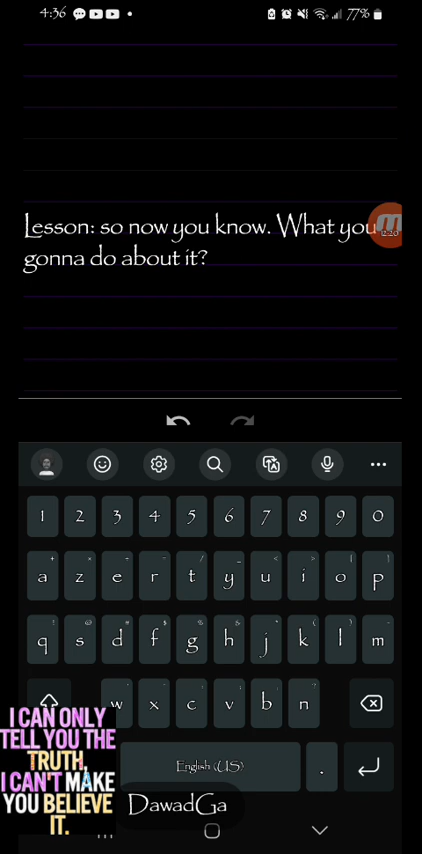 4:36
77%
Lesson: so now you know. What you
gonna do about it?
12:20
1 2 3 4 5 6 7 8 9 0
a z e r t y u i o p
q s d f g h j k l m
w x c v b n
English (US) .
I CAN ONLY
TELL YOU THE
TRUTH,
I CAN'T MAKE
YOU BELIEVE
IT.
DawadGa